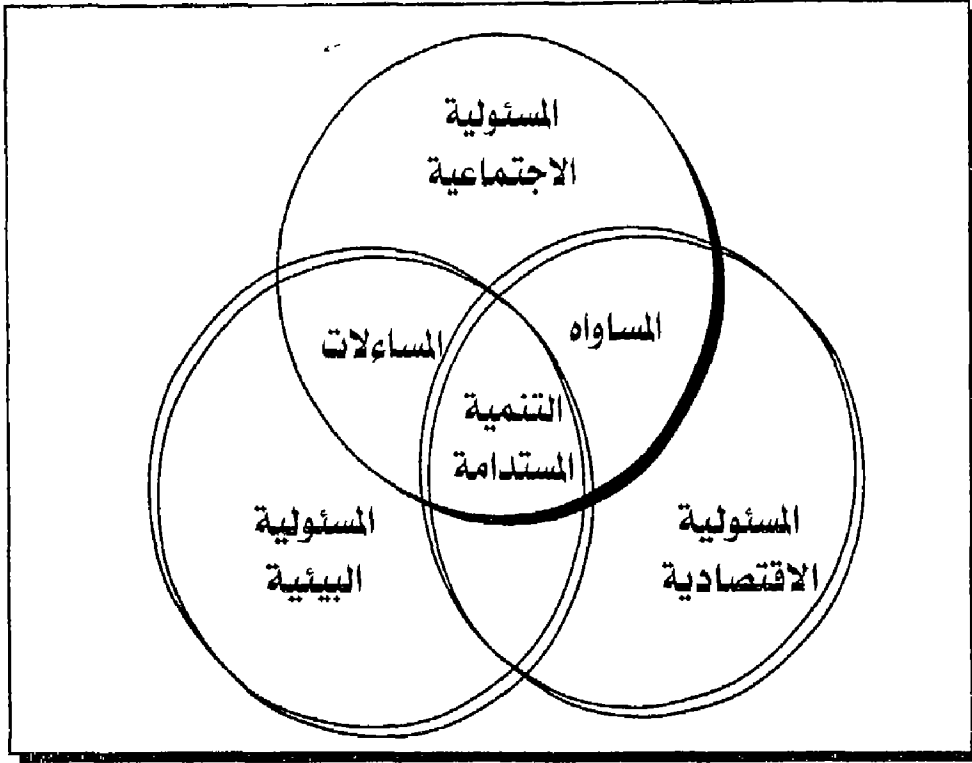 المسئولية
الاجتماعية
المساواه
المساءلات
التنمية
المستدامة
المسئولية
الاقتصادية
المسئولية
البيئية